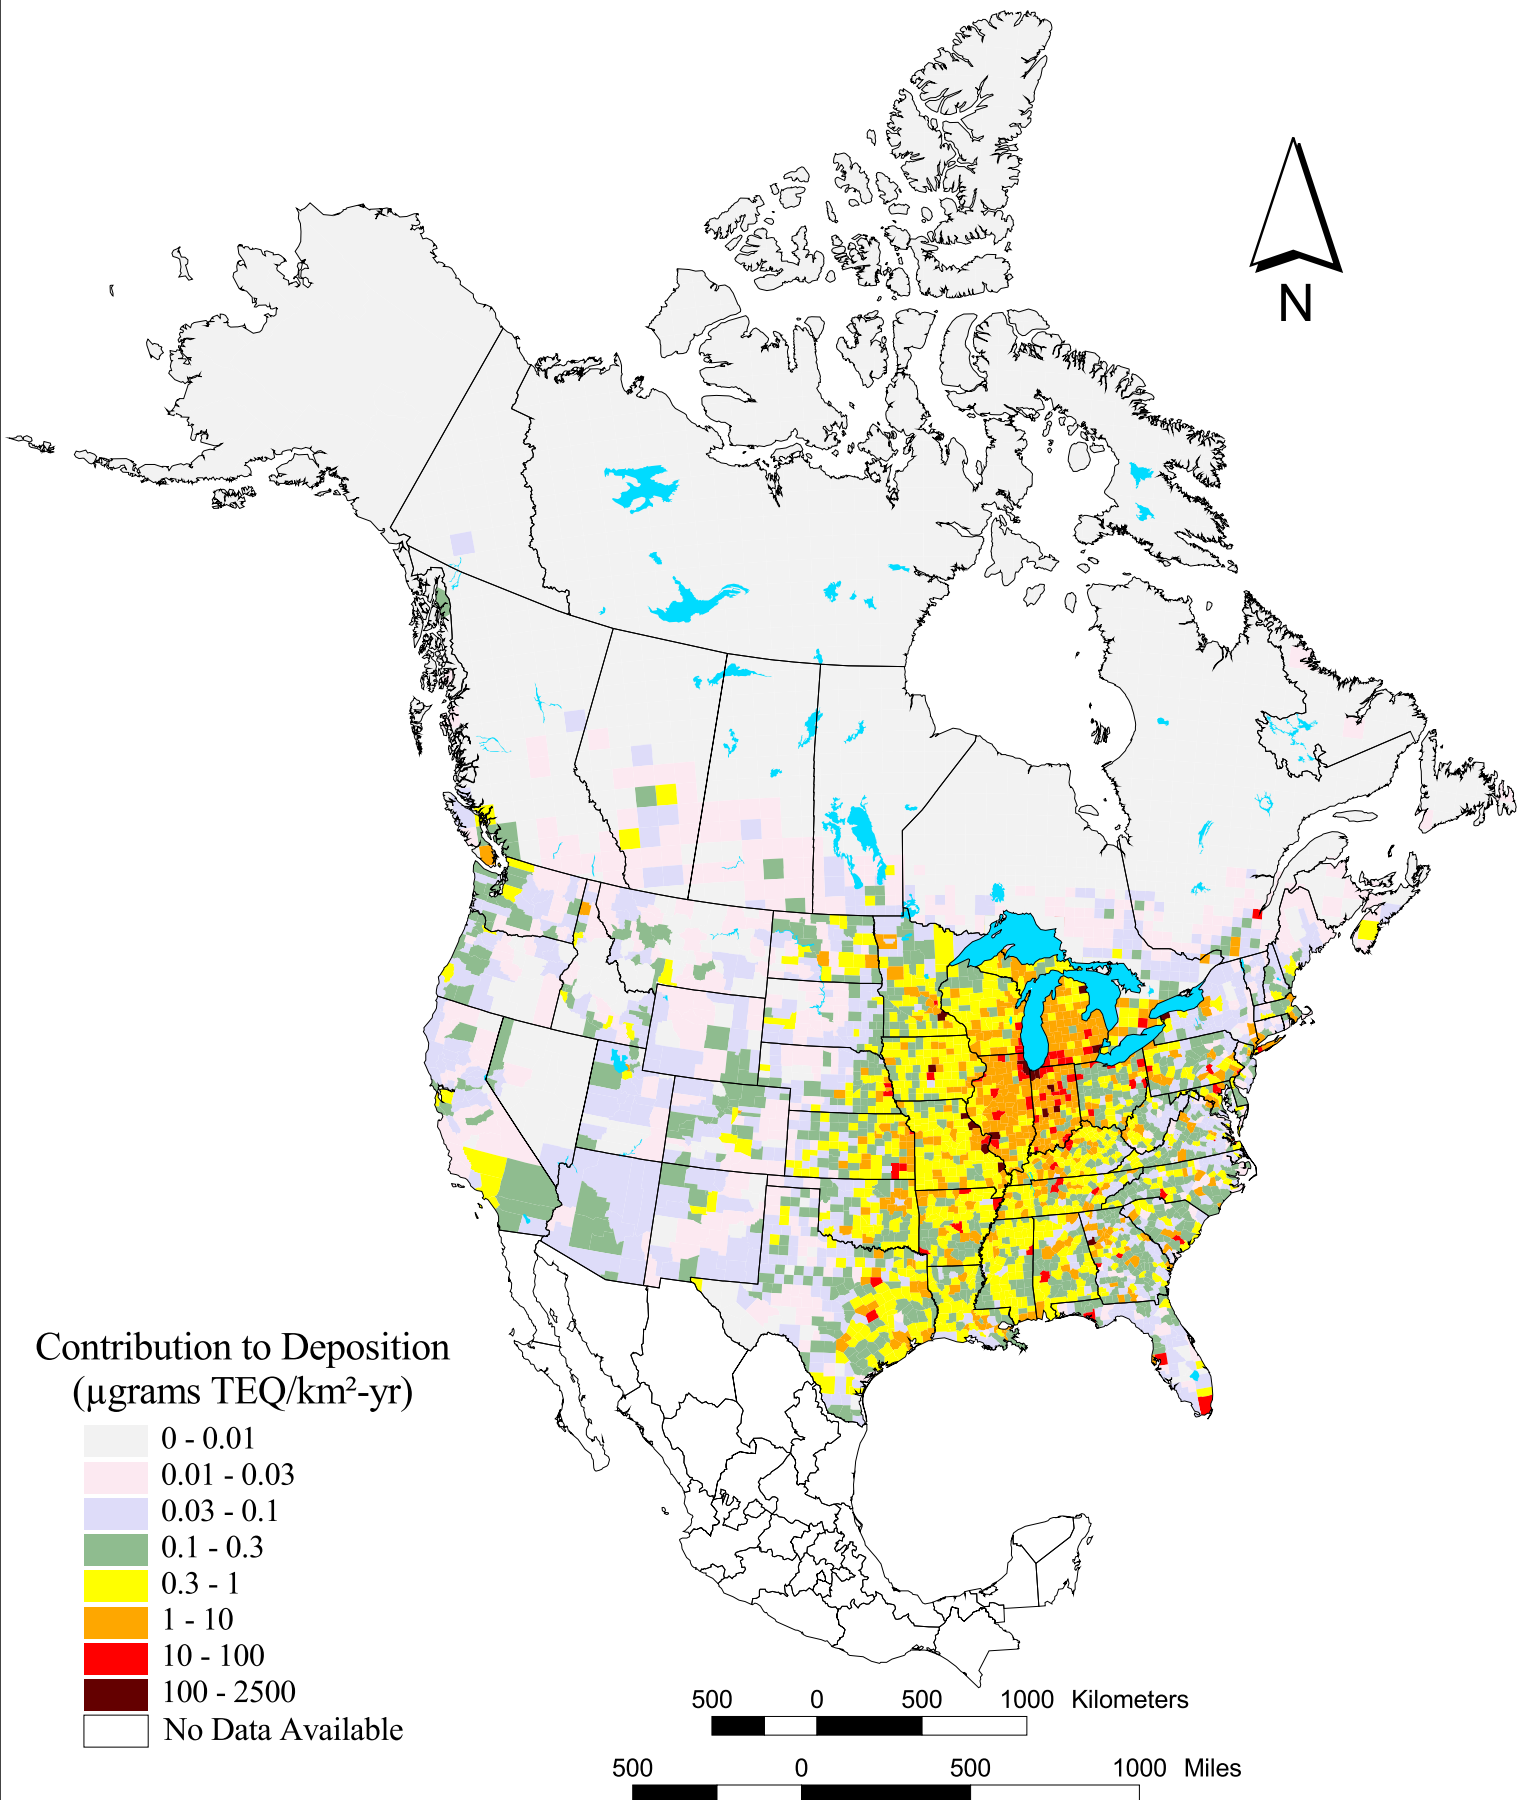 N
Contribution to Deposition
(µgrams TEQ/km²-yr)
0 - 0.01
0.01 - 0.03
0.03 - 0.1
0.1 - 0.3
0.3 - 1
1 - 10
10 - 100
100 - 2500
No Data Available
500 0 500 1000 Kilometers
500 0 500 1000 Miles